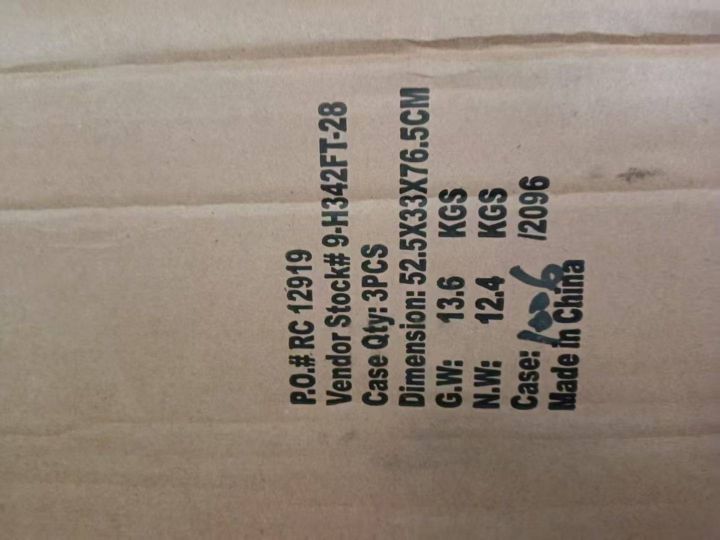 P.O.# RC 12919
Vendor Stock# 9-H342FT-28
Case Qty: 3PCS
Dimension: 52.5X33X76.5CM
G.W: 13.6 KGS
N.W: 12.4 KGS
Case: 1006 /2096
Made in China